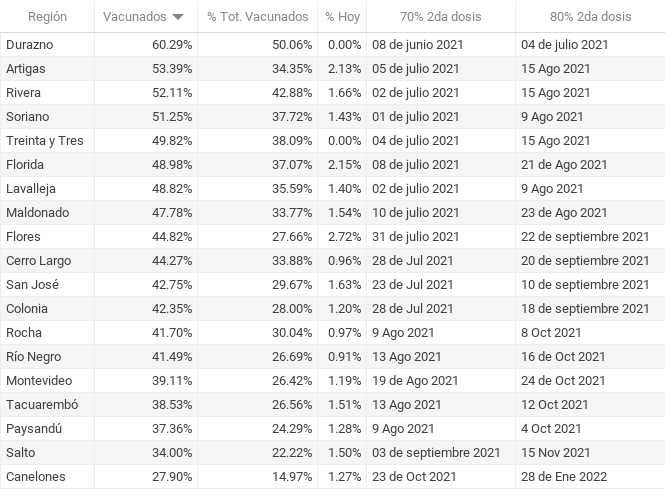 Región Vacunados % Tot. Vacunados % Hoy 70% 2da dosis 80% 2da dosis
Durazno 60.29% 50.06% 0.00% 08 de junio 2021 04 de julio 2021
Artigas 53.39% 34.35% 2.13% 05 de julio 2021 15 Ago 2021
Rivera 52.11% 42.88% 1.66% 02 de julio 2021 15 Ago 2021
Soriano 51.25% 37.72% 1.43% 01 de julio 2021 9 Ago 2021
Treinta y Tres 49.82% 38.09% 0.00% 04 de julio 2021 15 Ago 2021
Florida 48.98% 37.07% 2.15% 08 de julio 2021 21 de Ago 2021
Lavalleja 48.82% 35.59% 1.40% 02 de julio 2021 9 Ago 2021
Maldonado 47.78% 33.77% 1.54% 10 de julio 2021 23 de Ago 2021
Flores 44.82% 27.66% 2.72% 31 de julio 2021 22 de septiembre 2021
Cerro Largo 44.27% 33.88% 0.96% 28 de Jul 2021 20 de septiembre 2021
San José 42.75% 29.67% 1.63% 23 de Jul 2021 10 de septiembre 2021
Colonia 42.35% 28.00% 1.20% 28 de Jul 2021 18 de septiembre 2021
Rocha 41.70% 30.04% 0.97% 9 Ago 2021 8 Oct 2021
Río Negro 41.49% 26.69% 0.91% 13 Ago 2021 16 de Oct 2021
Montevideo 39.11% 26.42% 1.19% 19 de Ago 2021 24 de Oct 2021
Tacuarembó 38.53% 26.56% 1.51% 13 Ago 2021 12 Oct 2021
Paysandú 37.36% 24.29% 1.28% 9 Ago 2021 4 Oct 2021
Salto 34.00% 22.22% 1.50% 03 de septiembre 2021 15 Nov 2021
Canelones 27.90% 14.97% 1.27% 23 de Oct 2021 28 de Ene 2022